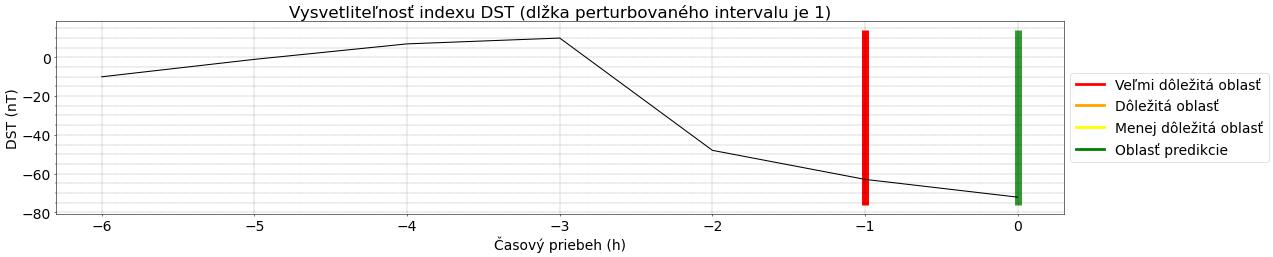 Vysvetliteľnosť indexu DST (dĺžka perturbovaného intervalu je 1)
DST (nT)
0
−20
−40
−60
−80
−6 −5 −4 −3 −2 −1 0
Časový priebeh (h)
Veľmi dôležitá oblasť
Dôležitá oblasť
Menej dôležitá oblasť
Oblasť predikcie